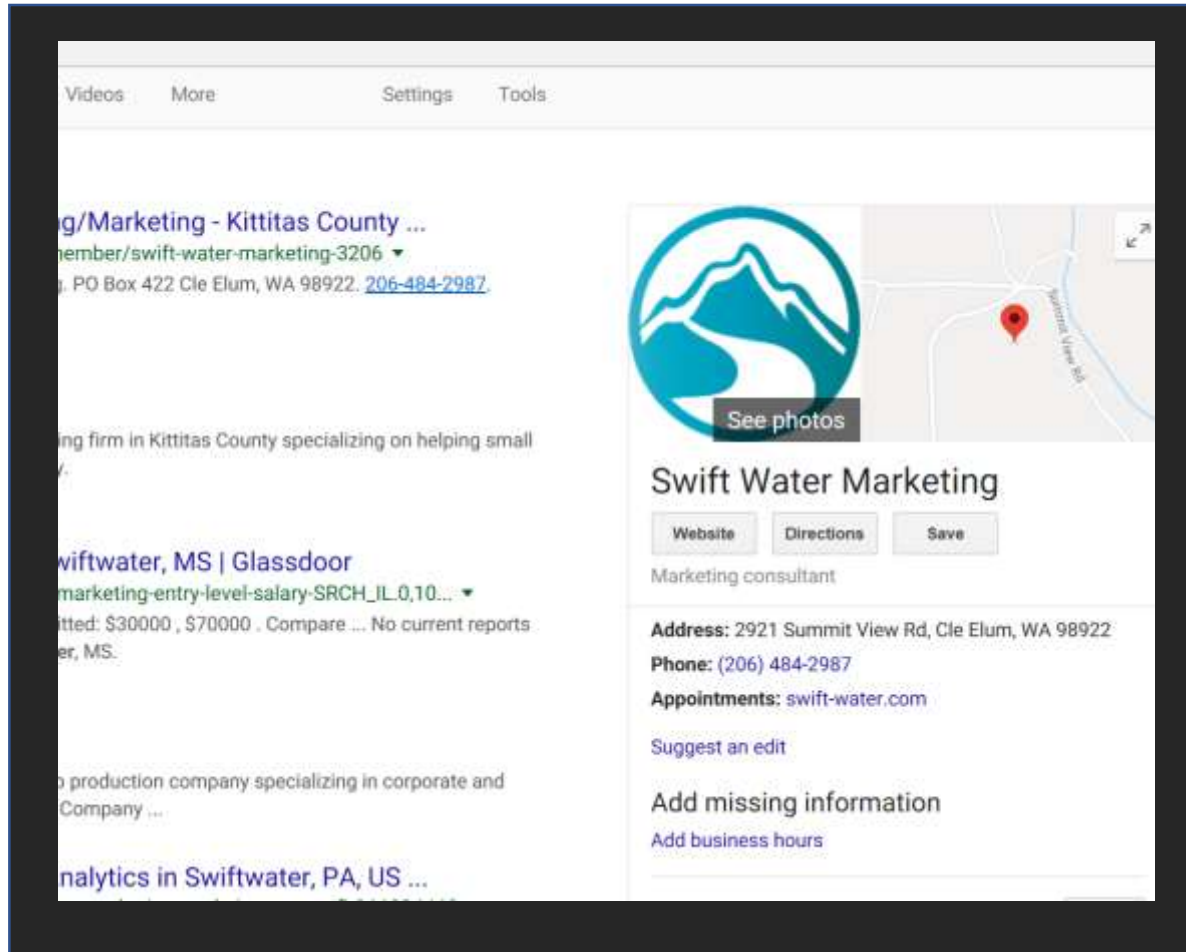 Videos More Settings Tools
ng/Marketing - Kittitas County ...
nember/swift-water-marketing-3206
g. PO Box 422 Cle Elum, WA 98922. 206-484-2987.
ing firm in Kittitas County specializing on helping small
y.
wiftwater, MS | Glassdoor
marketing-entry-level-salary-SRCH_IL.0,10...
itted: $30000 , $70000 . Compare ... No current reports
er, MS.
production company specializing in corporate and
Company ...
nalytics in Swiftwater, PA, US ...
Summit View Rd
See photos
Swift Water Marketing
Website Directions Save
Marketing consultant
Address: 2921 Summit View Rd, Cle Elum, WA 98922
Phone: (206) 484-2987
Appointments: swift-water.com
Suggest an edit
Add missing information
Add business hours